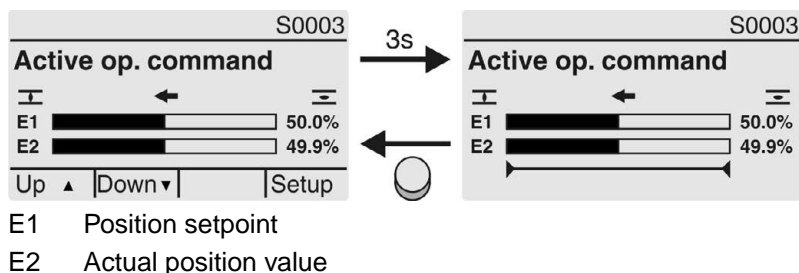 S0003
Active op. command
E1 50.0%
E2 49.9%
Up ▲ Down ▼ Setup
3s
S0003
Active op. command
E1 50.0%
E2 49.9%
E1 Position setpoint
E2 Actual position value